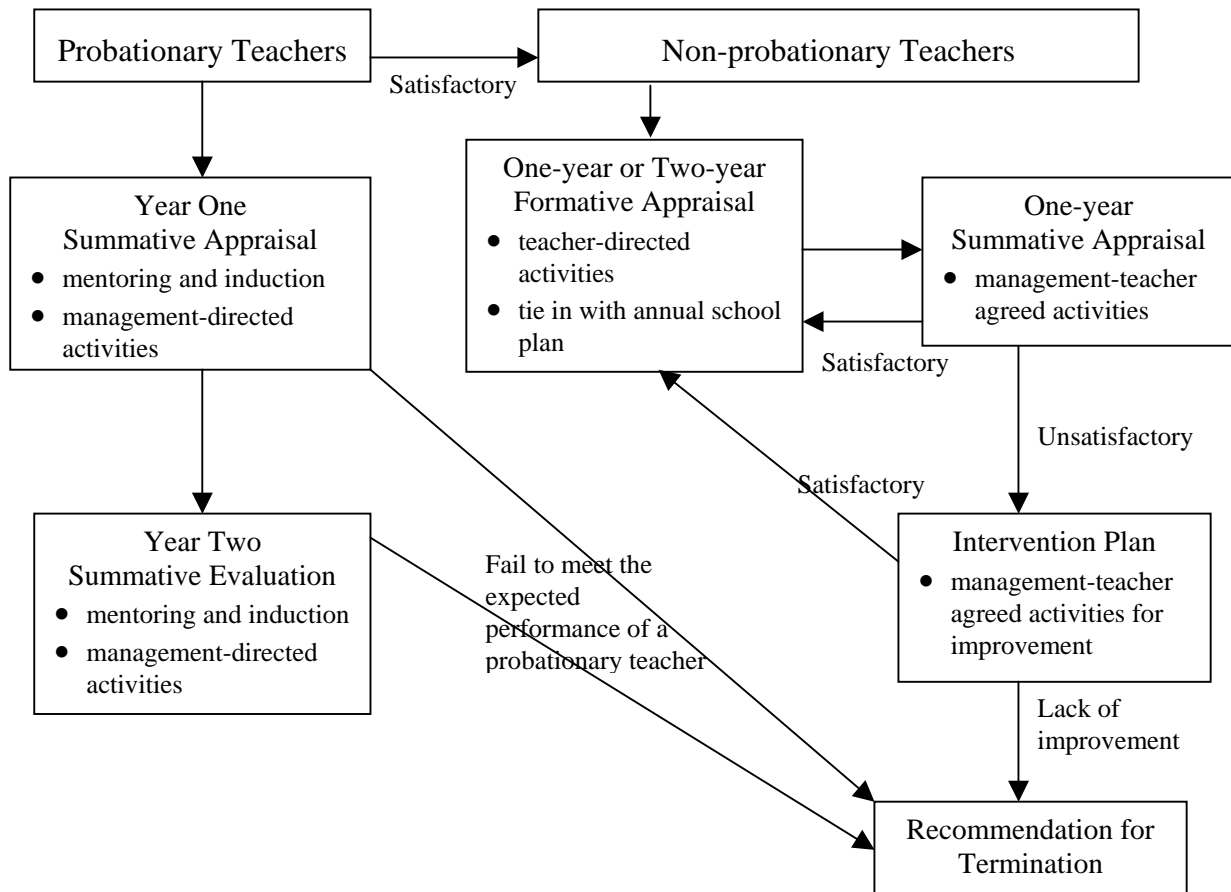 Probationary Teachers
Non-probationary Teachers
Satisfactory
Year One
Summative Appraisal
● mentoring and induction
● management-directed
activities
One-year or Two-year
Formative Appraisal
● teacher-directed
activities
● tie in with annual school
plan
One-year
Summative Appraisal
● management-teacher
agreed activities
Satisfactory
Unsatisfactory
Satisfactory
Year Two
Summative Evaluation
● mentoring and induction
● management-directed
activities
Fail to meet the
expected
performance of a
probationary teacher
Intervention Plan
● management-teacher
agreed activities for
improvement
Lack of
improvement
Recommendation for
Termination